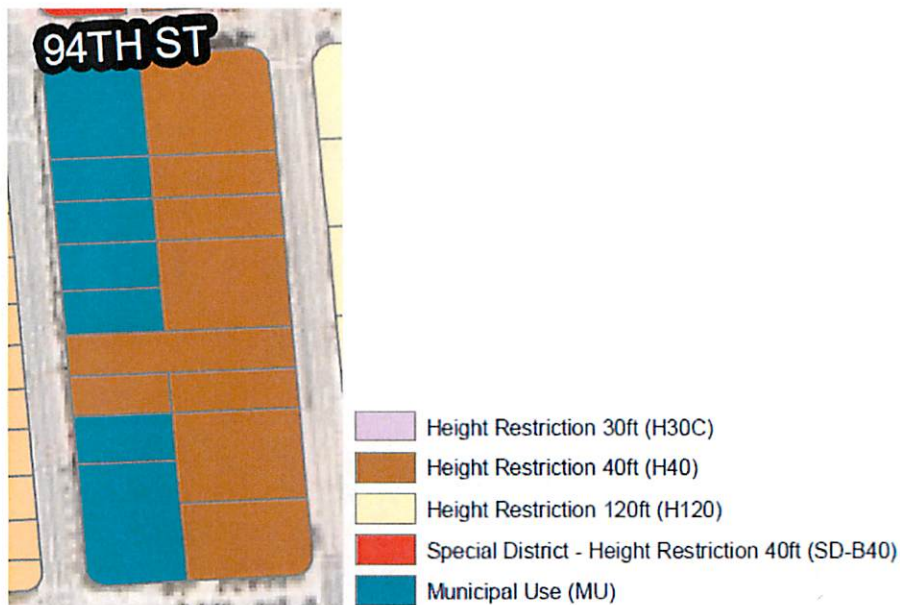 94TH ST
Height Restriction 30ft (H30C)
Height Restriction 40ft (H40)
Height Restriction 120ft (H120)
Special District - Height Restriction 40ft (SD-B40)
Municipal Use (MU)